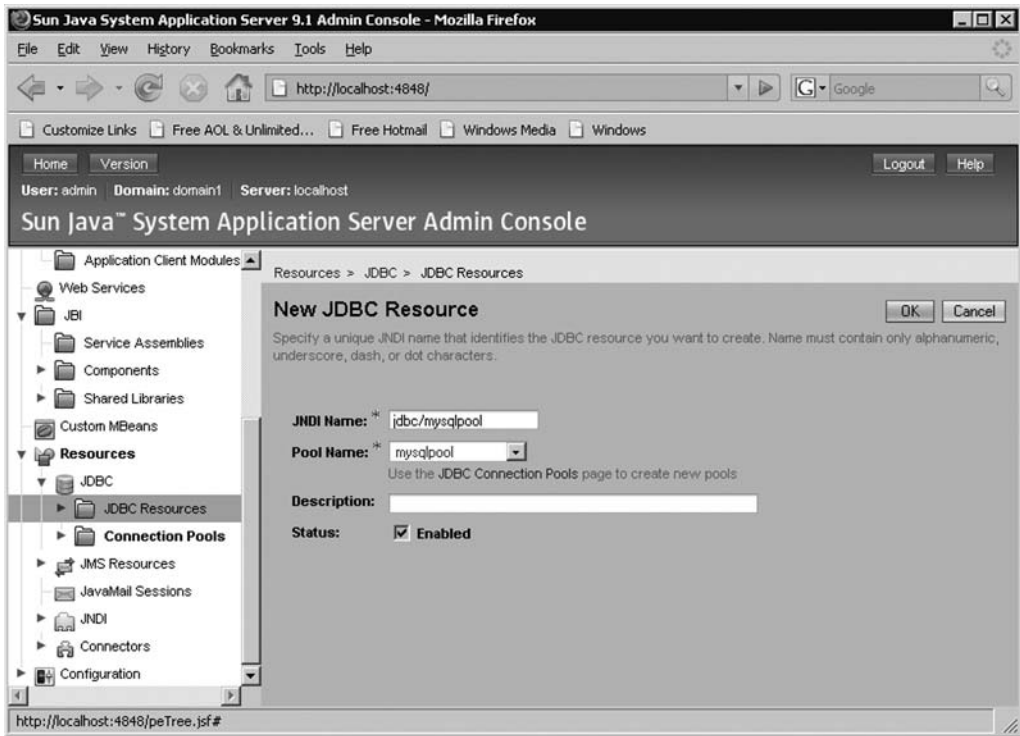 Sun Java System Application Server 9.1 Admin Console - Mozilla Firefox
File Edit View History Bookmarks Tools Help
http://localhost:4848/
G Google
Customize Links Free AOL & Unlimited... Free Hotmail Windows Media Windows
Home Version Logout Help
User: admin Domain: domain1 Server: localhost
Sun Java™ System Application Server Admin Console
Application Client Modules
Web Services
JBI
Service Assemblies
Components
Shared Libraries
Custom MBeans
Resources
JDBC
JDBC Resources
Connection Pools
JMS Resources
JavaMail Sessions
JNDI
Connectors
Configuration
Resources > JDBC > JDBC Resources
New JDBC Resource
OK Cancel
Specify a unique JNDI name that identifies the JDBC resource you want to create. Name must contain only alphanumeric,
underscore, dash, or dot characters.
JNDI Name: * jdbc/mysqlpool
Pool Name: * mysqlpool
Use the JDBC Connection Pools page to create new pools
Description:
Status: Enabled
http://localhost:4848/peTree.jsf#